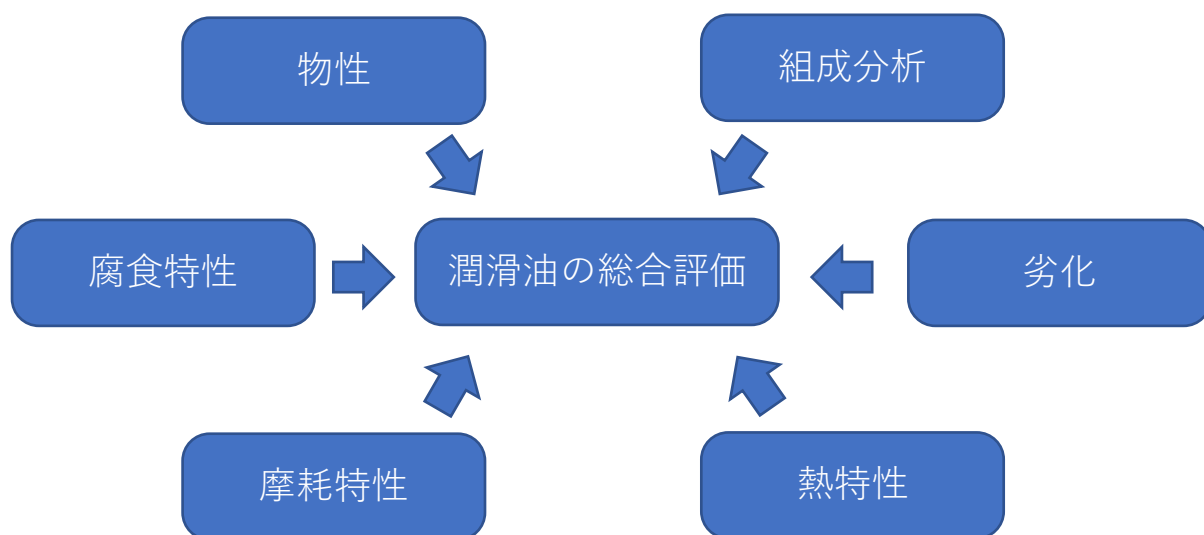 物性
組成分析
腐食特性
潤滑油の総合評価
劣化
摩耗特性
熱特性